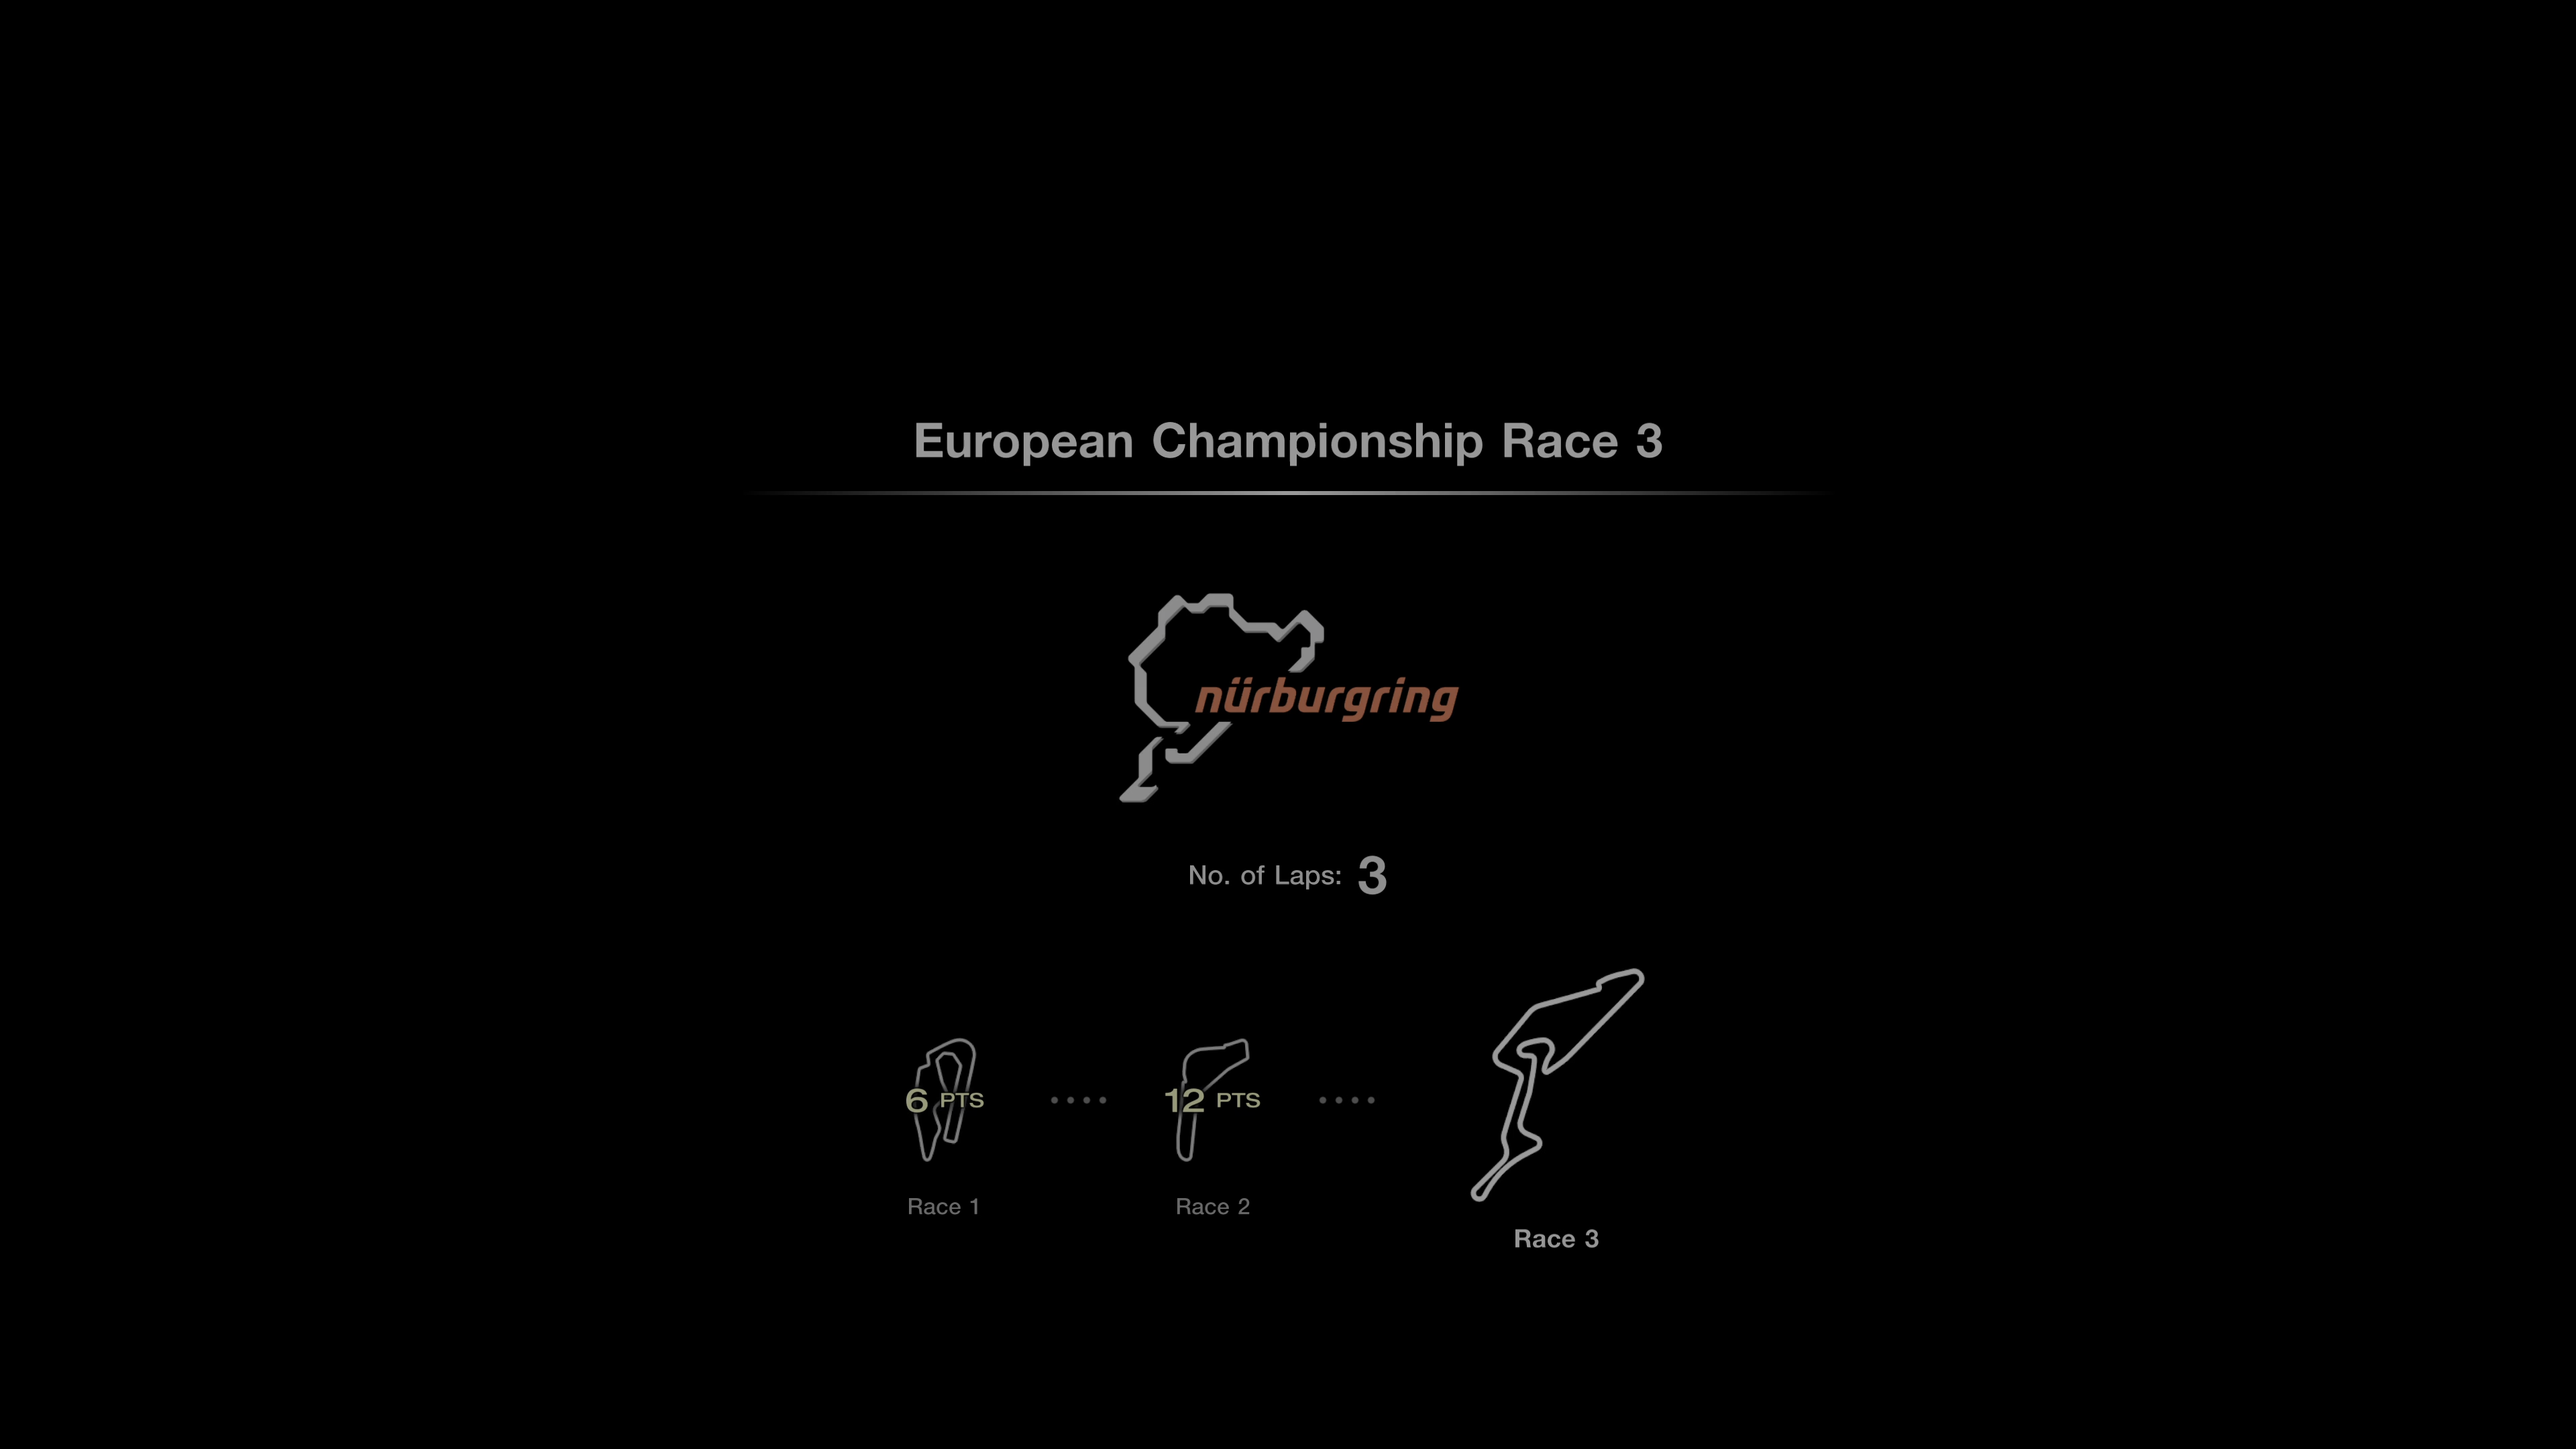 European Championship Race 3
nürburgring
No. of Laps: 3
6 PTS
12 PTS
Race 1
Race 2
Race 3